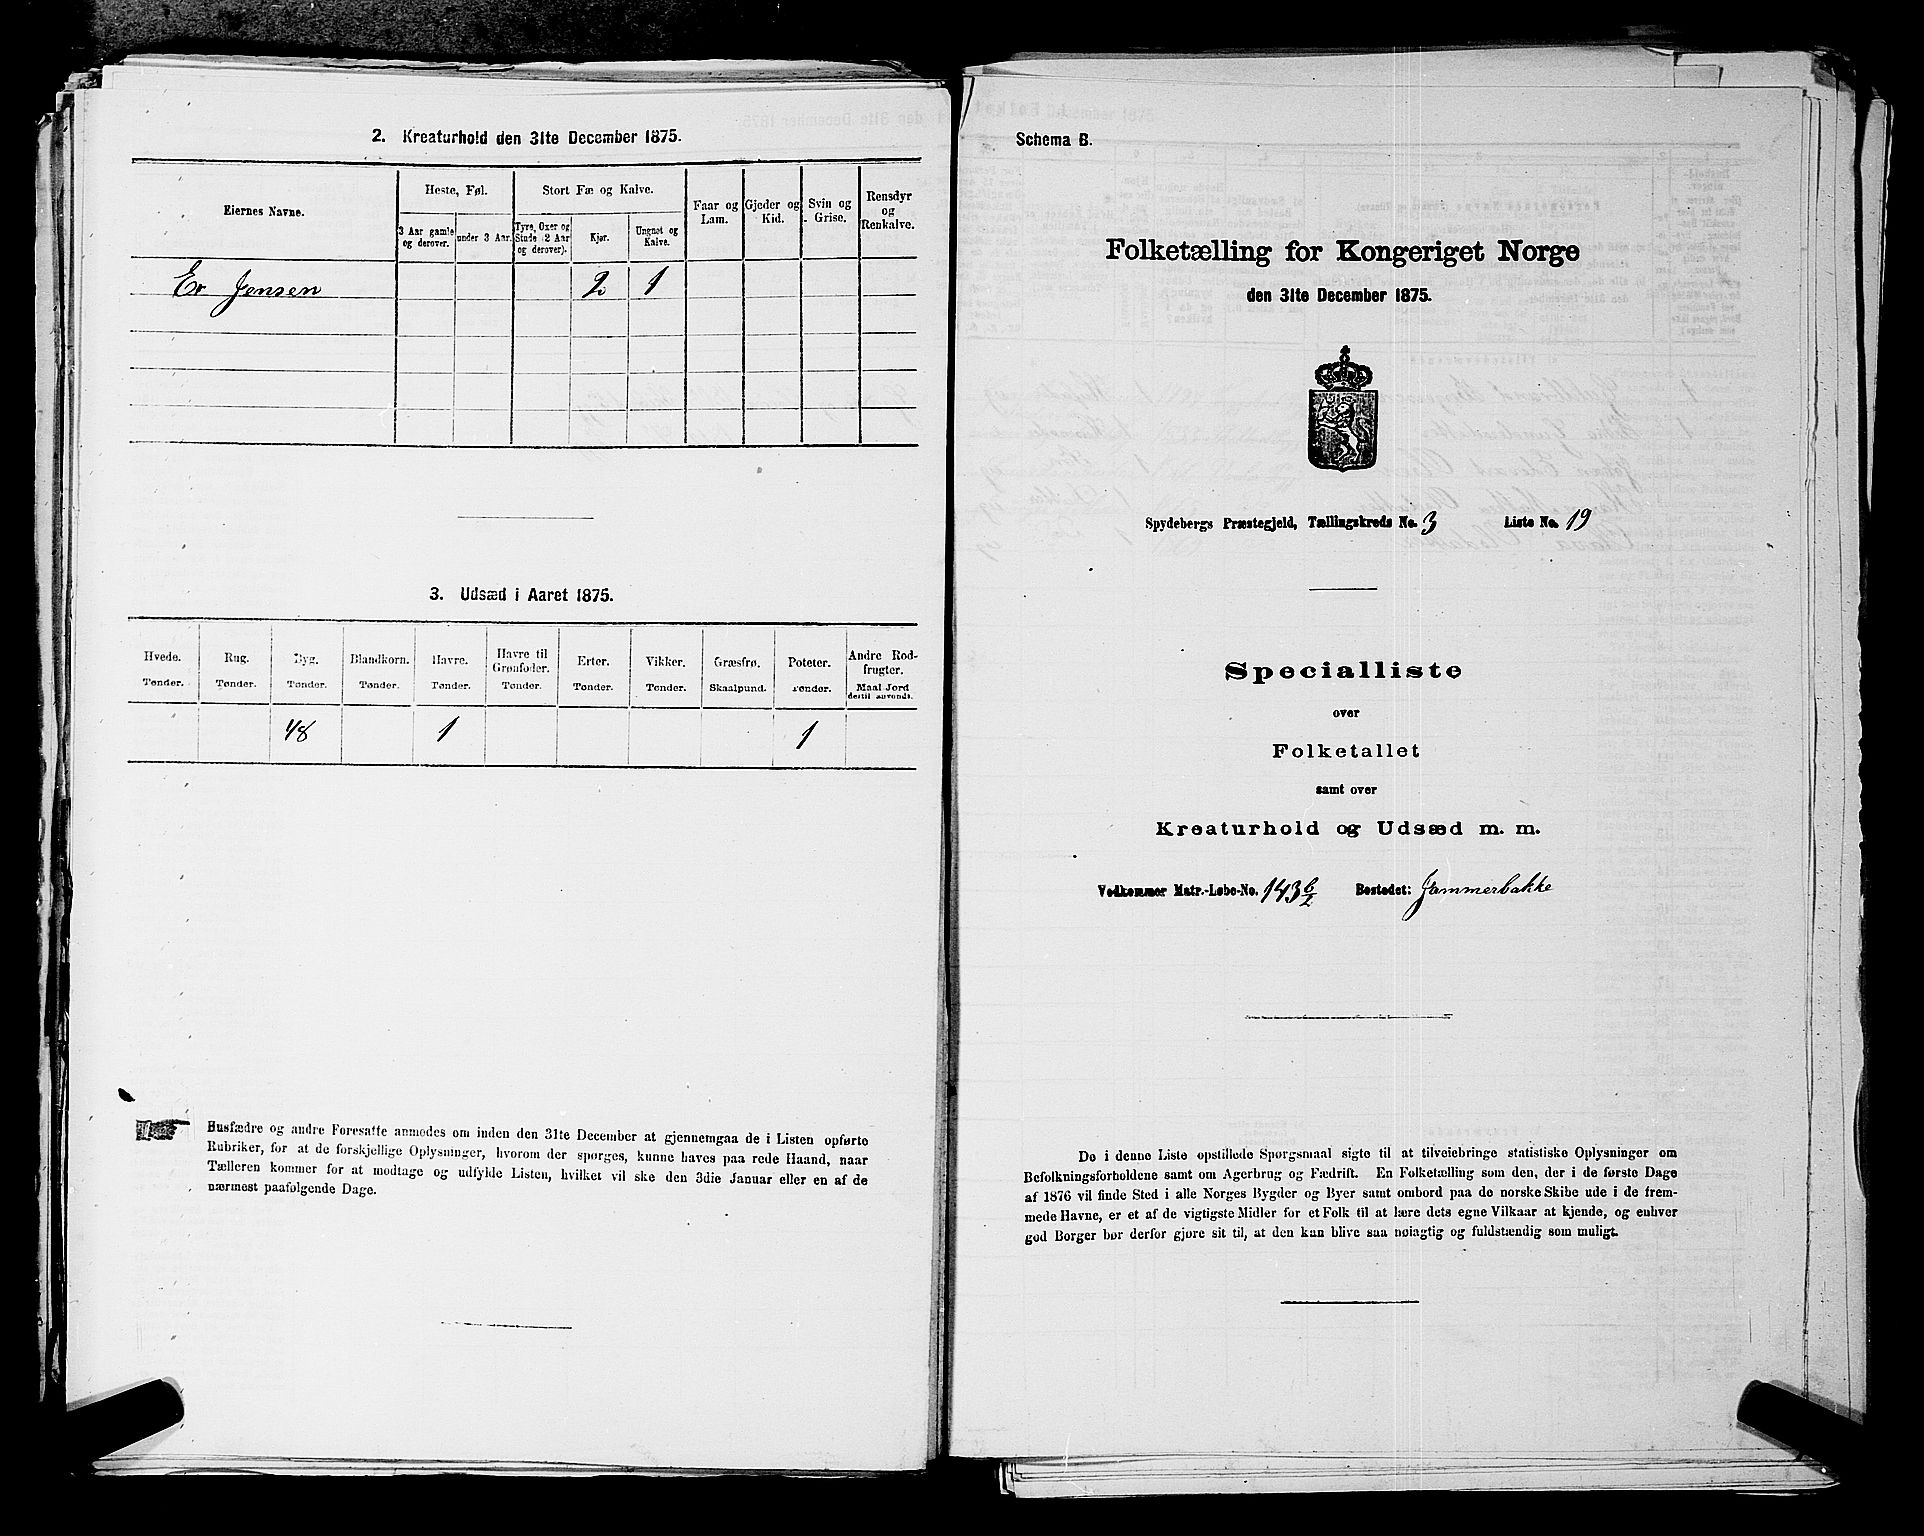 2. Kreaturhold den 31te December 1875.
Eiernes Navne.
Heste, Føl.
3 Aar gamle og derover.
under 3 Aar.
Stort Fæ og Kalve.
Tyre, Oxer og Stude (2 Aar og derover).
Kjør.
Ungnøt og Kalve.
Faar og Lam.
Gjeder og Kid.
Svin og Grise.
Rensdyr og Renkalve.
Er Jensen 2 1
3. Udsæd i Aaret 1875.
Hvede. Rug. Byg. Blandkorn. Havre. Havre til Grønfoder. Erter. Vikker. Græsfrø. Poteter. Andre Rodfrugter.
Tønder. Tønder. Tønder. Tønder. Tønder. Tønder. Tønder. Tønder. Skaalpund. Tønder. Maal Jord dertil anvendt.
1/8 1 1
Husfædre og andre Foresatte anmodes om inden den 31te December at gjennemgaa de i Listen opførte
Rubriker, for at de forskjellige Oplysninger, hvorom der spørges, kunne haves paa rede Haand, naar
Tælleren kommer for at modtage og udfylde Listen, hvilket vil ske den 3die Januar eller en af de
nærmest paafølgende Dage.
Schema B.
Folketælling for Kongeriget Norge
den 31te December 1875.
Spydebergs Præstegjeld, Tællingskreds No. 3 Liste No. 19
Specialliste
over
Folketallet
samt over
Kreaturhold og Udsæd m. m.
Vedkommer Matr.-Løbe-No. 143 b/2 Bostedet: Jammerbakke
De i denne Liste opstillede Spørgsmaal sigte til at tilveiebringe statistiske Oplysninger om
Befolkningsforholdene samt om Agerbrug og Fædrift. En Folketælling som den, der i de første Dage
af 1876 vil finde Sted i alle Norges Bygder og Byer samt ombord paa de norske Skibe ude i de frem-
mede Havne, er et af de vigtigste Midler for et Folk til at lære dets egne Vilkaar at kjende, og enhver
god Borger bør derfor gjøre sit til, at den kan blive saa nøiagtig og fuldstændig som muligt.